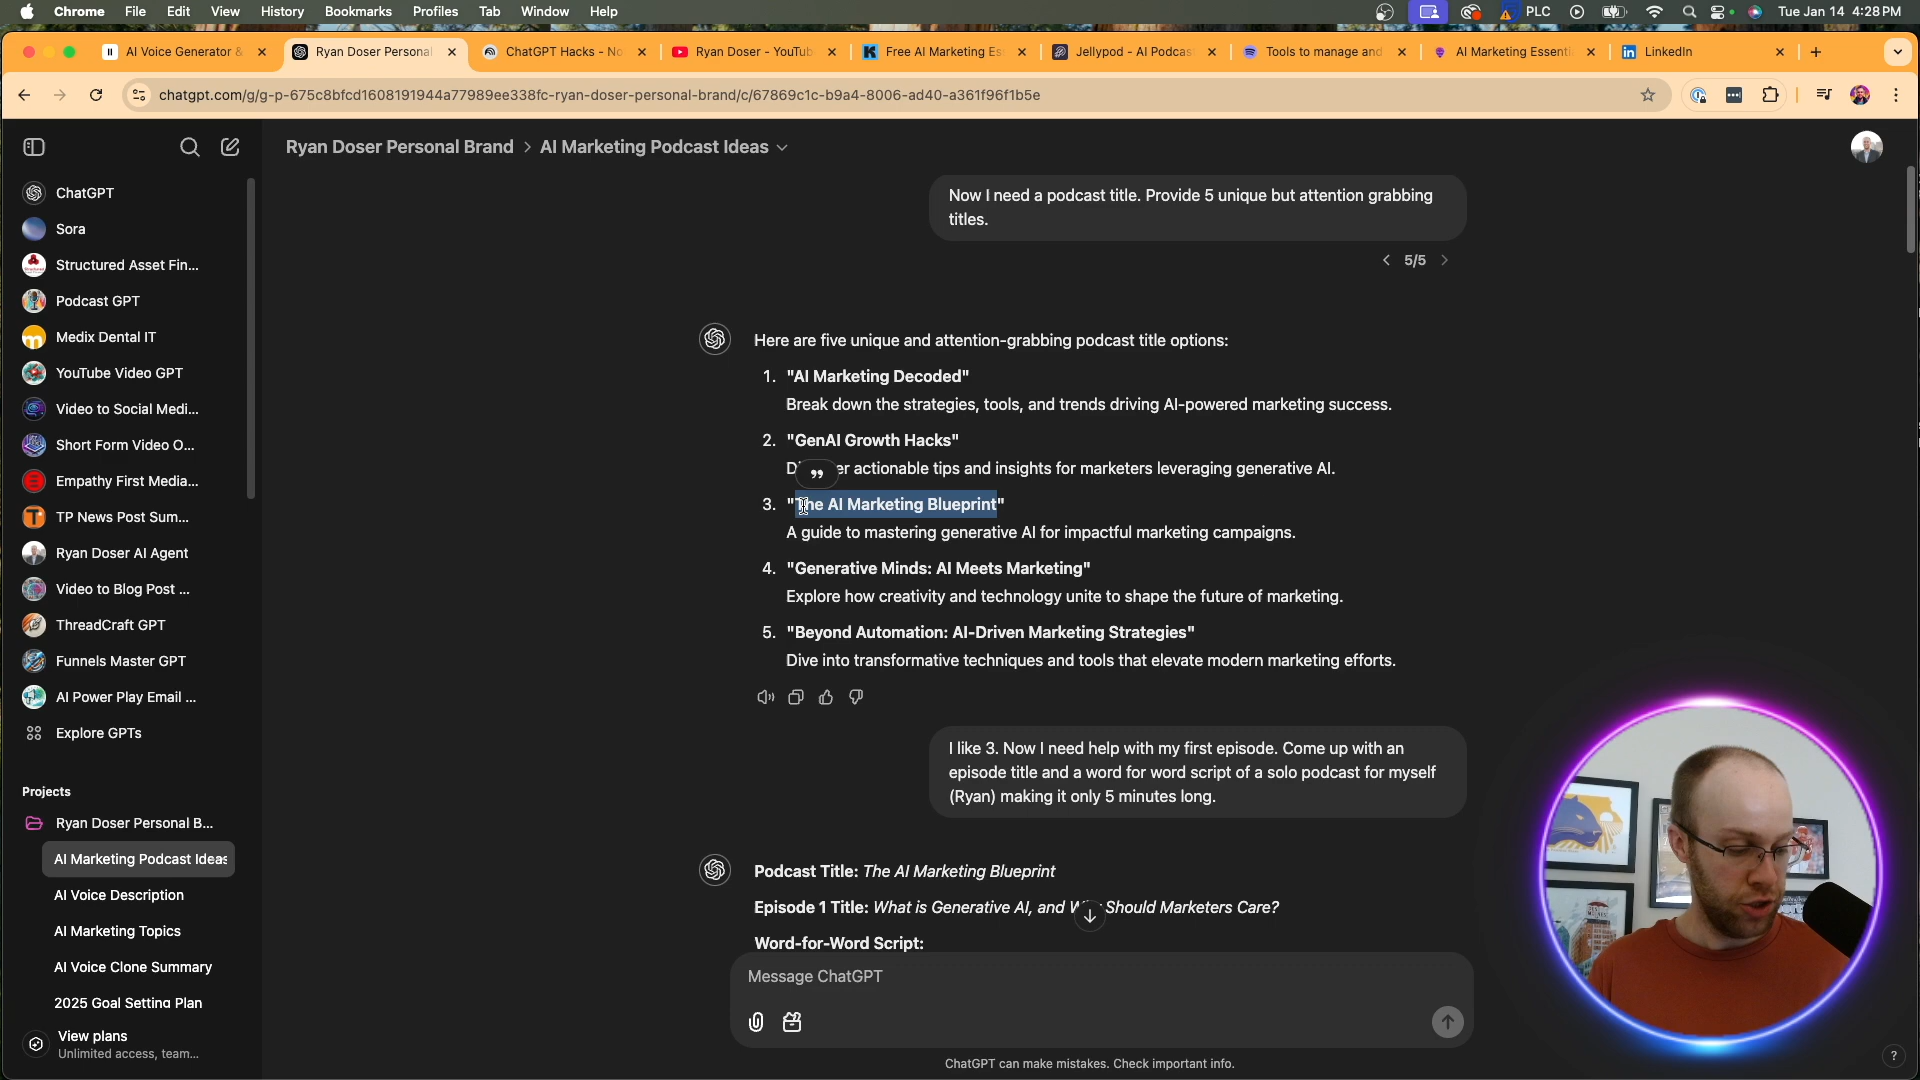 Chrome File Edit View History Bookmarks Profiles Tab Window Help
PLC
Tue Jan 14 4:28 PM
AI Voice Generator &
Ryan Doser Personal
ChatGPT Hacks - No
Ryan Doser - YouTub
Free AI Marketing Es
Jellypod - AI Podcas
Tools to manage and
AI Marketing Essenti
LinkedIn
chatgpt.com/g/g-p-675c8bfcd1608191944a77989ee338fc-ryan-doser-personal-brand/c/67869c1c-b9a4-8006-ad40-a361f96f1b5e
ChatGPT
Sora
Structured Asset Fin...
Podcast GPT
Medix Dental IT
YouTube Video GPT
Video to Social Medi...
Short Form Video O...
Empathy First Media...
TP News Post Sum...
Ryan Doser AI Agent
Video to Blog Post ...
ThreadCraft GPT
Funnels Master GPT
AI Power Play Email ...
Explore GPTs
Projects
Ryan Doser Personal B...
AI Marketing Podcast Ideas
AI Voice Description
AI Marketing Topics
AI Voice Clone Summary
2025 Goal Setting Plan
View plans
Unlimited access, team...
Ryan Doser Personal Brand > AI Marketing Podcast Ideas
Now I need a podcast title. Provide 5 unique but attention grabbing
titles.
5/5
Here are five unique and attention-grabbing podcast title options:
1. "AI Marketing Decoded"
Break down the strategies, tools, and trends driving AI-powered marketing success.
2. "GenAI Growth Hacks"
er actionable tips and insights for marketers leveraging generative AI.
3. "The AI Marketing Blueprint"
A guide to mastering generative AI for impactful marketing campaigns.
4. "Generative Minds: AI Meets Marketing"
Explore how creativity and technology unite to shape the future of marketing.
5. "Beyond Automation: AI-Driven Marketing Strategies"
Dive into transformative techniques and tools that elevate modern marketing efforts.
I like 3. Now I need help with my first episode. Come up with an
episode title and a word for word script of a solo podcast for myself
(Ryan) making it only 5 minutes long.
Podcast Title: The AI Marketing Blueprint
Episode 1 Title: What is Generative AI, and Why Should Marketers Care?
Word-for-Word Script:
Message ChatGPT
ChatGPT can make mistakes. Check important info.
?